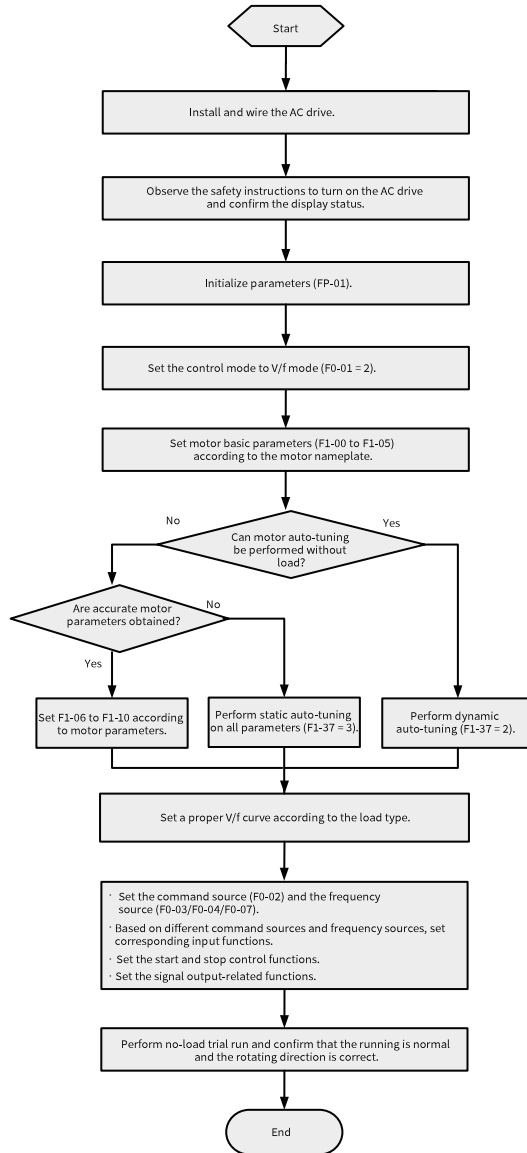 Start
Install and wire the AC drive.
Observe the safety instructions to turn on the AC drive
and confirm the display status.
Initialize parameters (FP-01).
Set the control mode to V/f mode (F0-01 = 2).
Set motor basic parameters (F1-00 to F1-05)
according to the motor nameplate.
No
Yes
Can motor auto-tuning
be performed without
load?
Are accurate motor
parameters obtained?
No
Yes
Set F1-06 to F1-10 according
to motor parameters.
Perform static auto-tuning
on all parameters (F1-37 = 3).
Perform dynamic
auto-tuning (F1-37 = 2).
Set a proper V/f curve according to the load type.
· Set the command source (F0-02) and the frequency
source (F0-03/F0-04/F0-07).
· Based on different command sources and frequency sources, set
corresponding input functions.
· Set the start and stop control functions.
· Set the signal output-related functions.
Perform no-load trial run and confirm that the running is normal
and the rotating direction is correct.
End